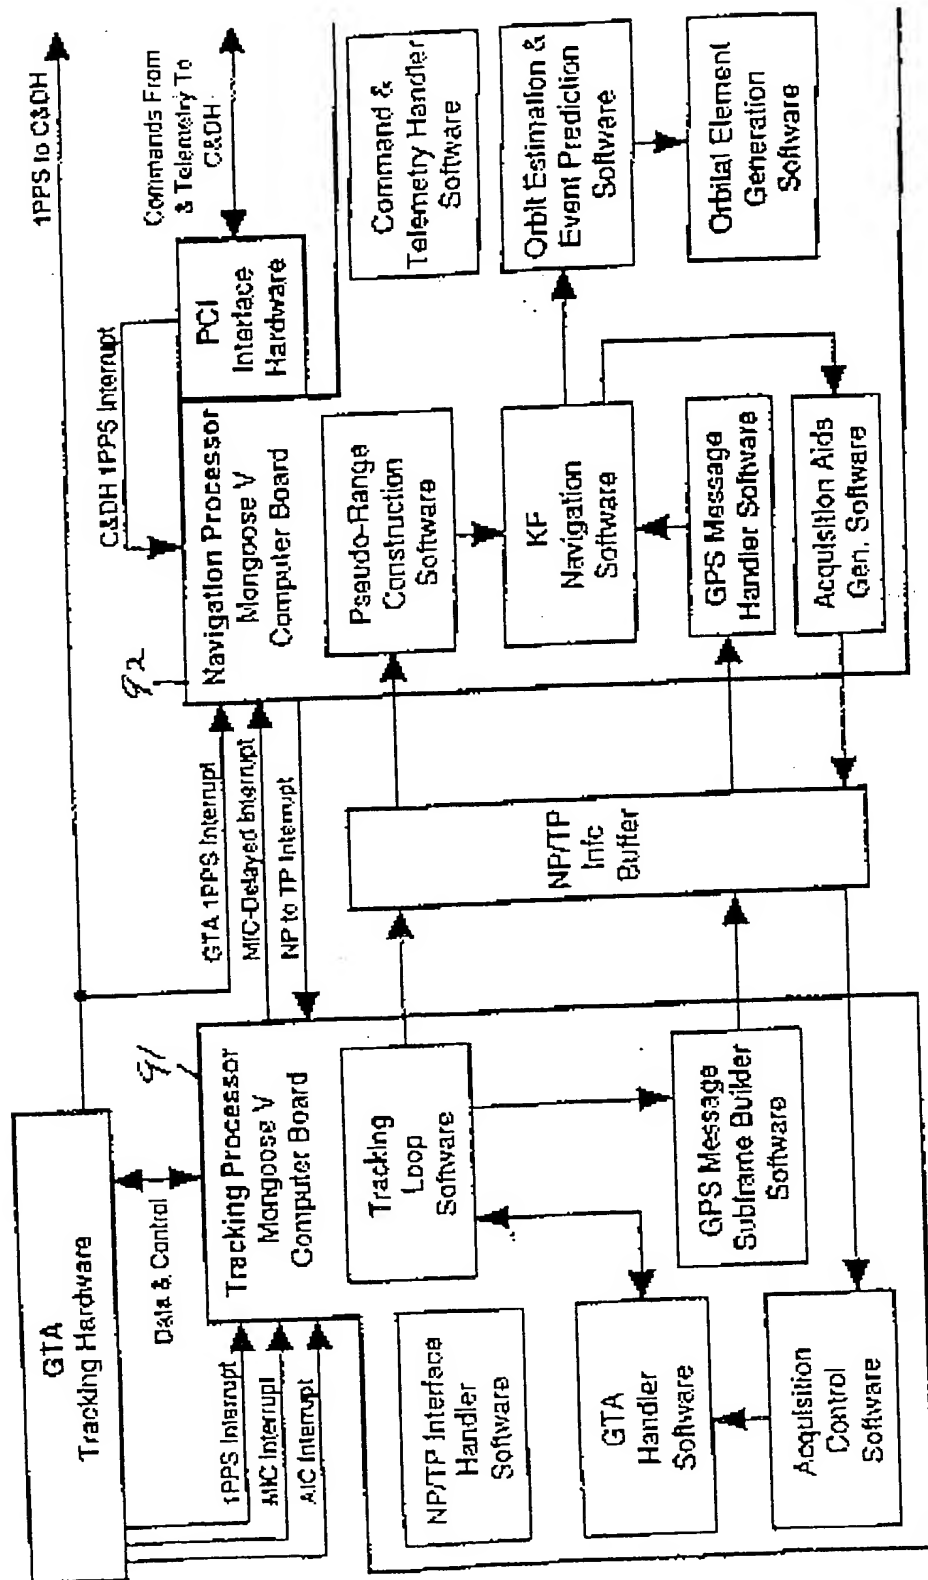 GTA
Tracking Hardware
1PPS to C&DH
Data & Control
1PPS Interrupt
MIC Interrupt
AIC Interrupt
91
Tracking Processor
Mongoose V
Computer Board
GTA 1PPS Interrupt
MIC-Delayed Interrupt
NP to TP Interrupt
92
Navigation Processor
Mongoose V
Computer Board
C&DH 1PPS Interrupt
PCI
Interface
Hardware
Commands From
& Telemetry To
C&DH
NP/TP Interface
Handler
Software
Tracking
Loop
Software
GTA
Handler
Software
GPS Message
Subframe Builder
Software
Acquisition
Control
Software
NP/TP
Info
Buffer
Pseudo-Range
Construction
Software
KF
Navigation
Software
GPS Message
Handler Software
Acquisition Aids
Gen. Software
Command &
Telemetry Handler
Software
Orbit Estimation &
Event Prediction
Software
Orbital Element
Generation
Software